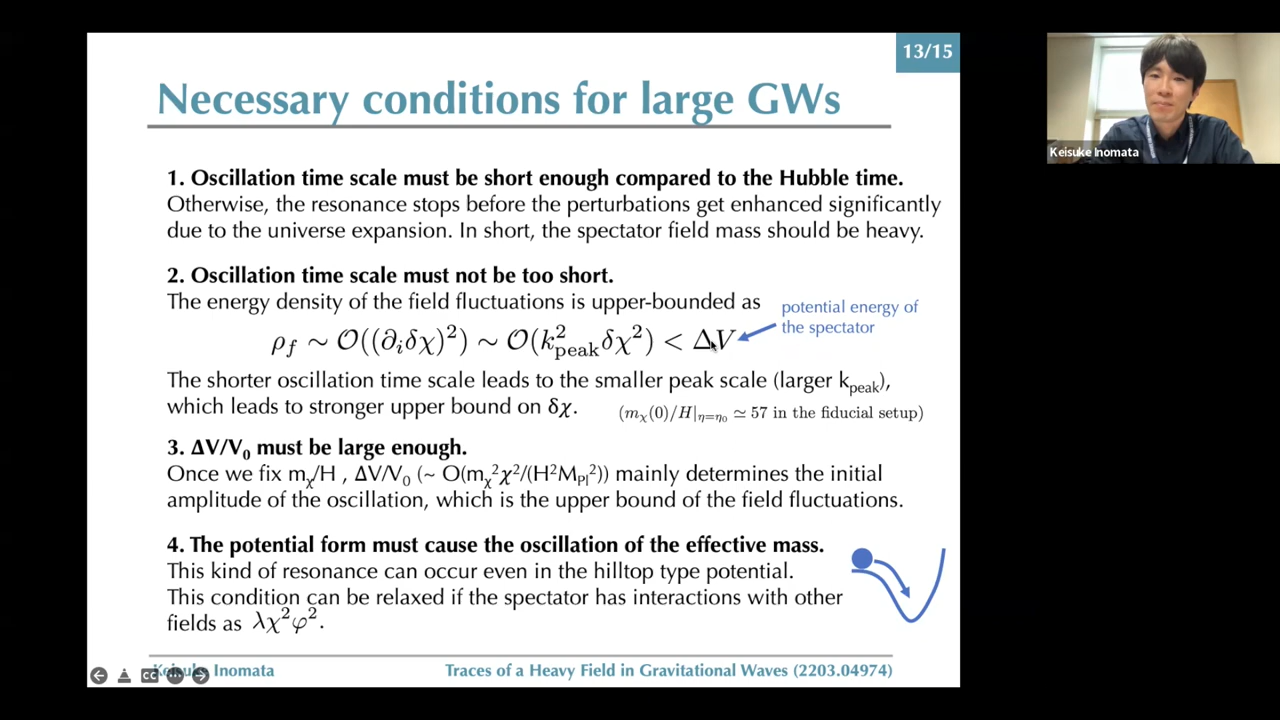 13/15
Necessary conditions for large GWs
1. Oscillation time scale must be short enough compared to the Hubble time.
Otherwise, the resonance stops before the perturbations get enhanced significantly
due to the universe expansion. In short, the spectator field mass should be heavy.
2. Oscillation time scale must not be too short.
The energy density of the field fluctuations is upper-bounded as
potential energy of
the spectator
ρ_f ∼ O((∂_iδχ)²) ∼ O(k²_peak δχ²) < ΔV
The shorter oscillation time scale leads to the smaller peak scale (larger k_peak),
which leads to stronger upper bound on δχ. (m_χ(0)/H|_η=η₀ ≃ 57 in the fiducial setup)
3. ΔV/V₀ must be large enough.
Once we fix m_χ/H , ΔV/V₀ (~ O(m_χ²χ²/(H²M_Pl²)) mainly determines the initial
amplitude of the oscillation, which is the upper bound of the field fluctuations.
4. The potential form must cause the oscillation of the effective mass.
This kind of resonance can occur even in the hilltop type potential.
This condition can be relaxed if the spectator has interactions with other
fields as λχ²φ².
Keisuke Inomata
Traces of a Heavy Field in Gravitational Waves (2203.04974)
CC
Keisuke Inomata